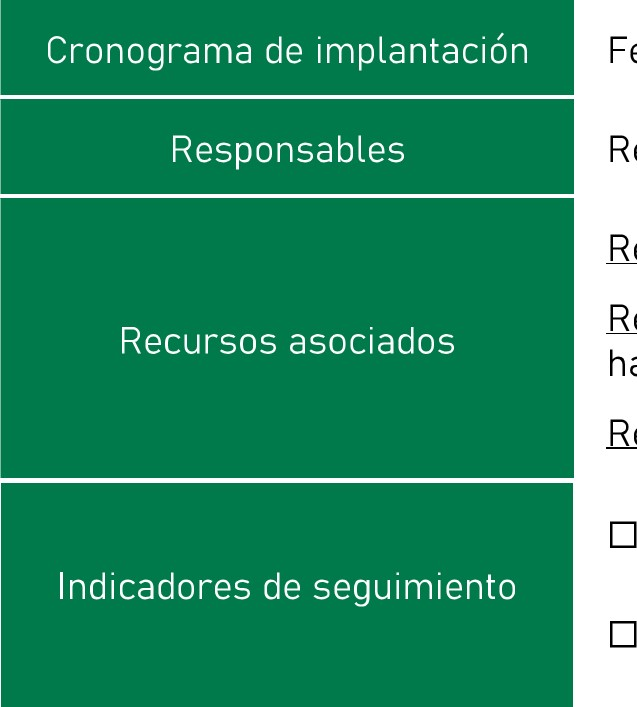 Cronograma de implantación
Responsables
Recursos asociados
Indicadores de seguimiento